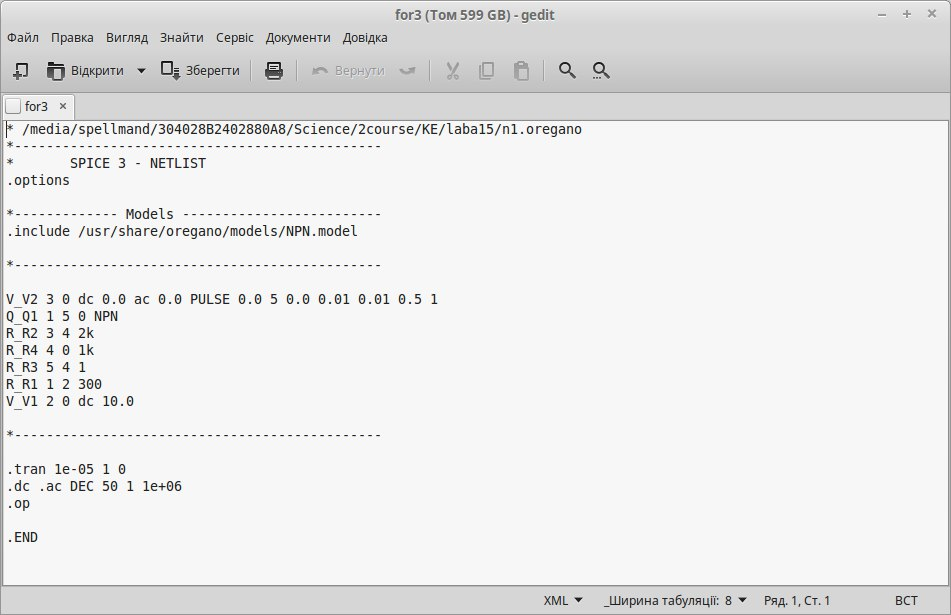 for3 (Том 599 GB) - gedit
Файл Правка Вигляд Знайти Сервіс Документи Довідка
Відкрити Зберегти Вернути
for3 ×
* /media/spellmand/304028B2402880A8/Science/2course/KE/laba15/n1.oregano
*----------------------------------------------
*       SPICE 3 - NETLIST
.options
*------------- Models -------------------------
.include /usr/share/oregano/models/NPN.model
*----------------------------------------------
V_V2 3 0 dc 0.0 ac 0.0 PULSE 0.0 5 0.0 0.01 0.01 0.5 1
Q_Q1 1 5 0 NPN
R_R2 3 4 2k
R_R4 4 0 1k
R_R3 5 4 1
R_R1 1 2 300
V_V1 2 0 dc 10.0
*----------------------------------------------
.tran 1e-05 1 0
.dc .ac DEC 50 1 1e+06
.op
.END
XML _Ширина табуляції: 8 Ряд. 1, Ст. 1 ВСТ